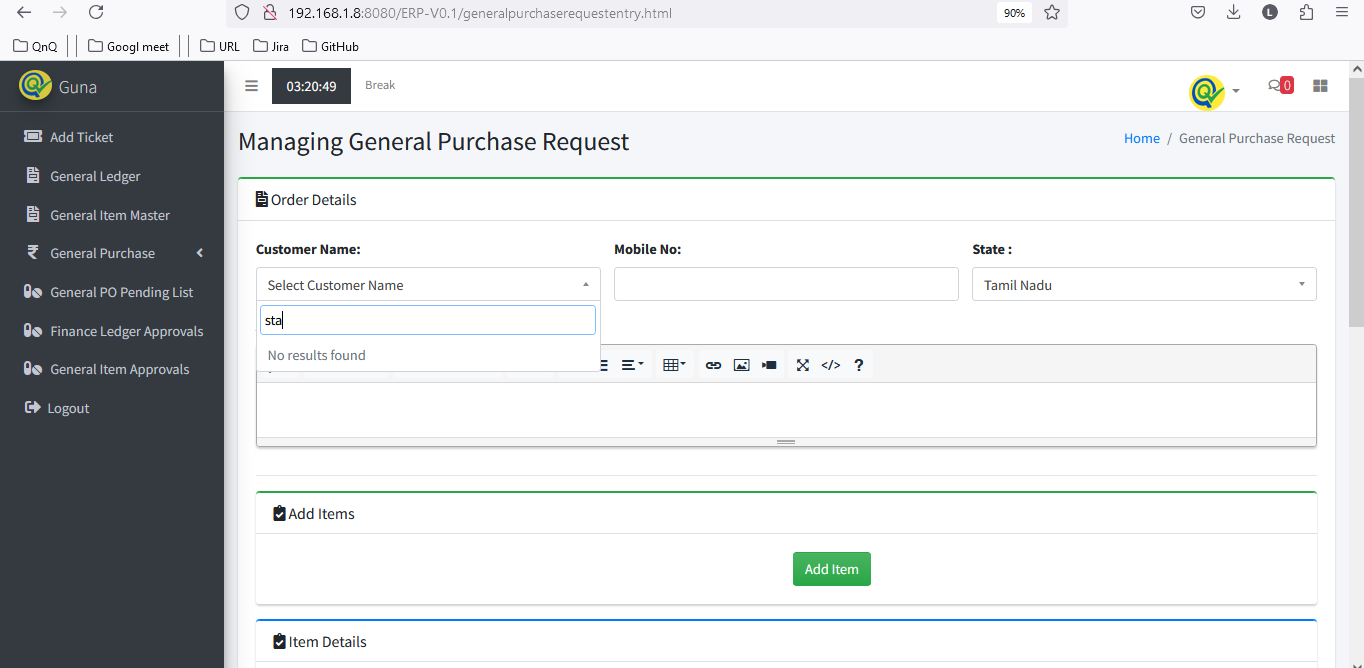 192.168.1.8:8080/ERP-V0.1/generalpurchaserequestentry.html
90%
L
QnQ
Googl meet
URL
Jira
GitHub
Guna
03:20:49
Break
0
Add Ticket
General Ledger
General Item Master
General Purchase
General PO Pending List
Finance Ledger Approvals
General Item Approvals
Logout
Managing General Purchase Request
Home / General Purchase Request
Order Details
Customer Name:
Mobile No:
State :
Select Customer Name
Tamil Nadu
sta
No results found
</>
?
Add Items
Add Item
Item Details